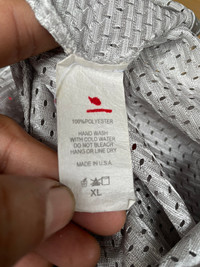 100% POLYESTER
HAND WASH
WITH COLD WATER
DO NOT BLEACH
HANG OR LINE DRY
MADE IN U.S.A.
XL